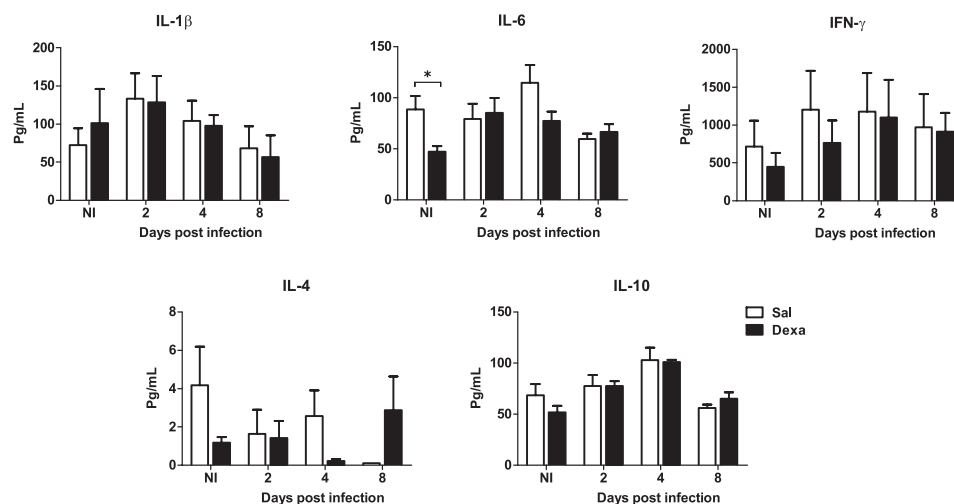 IL-1β
200
150
100
50
0
Pg/mL
NI 2 4 8
Days post infection
IL-6
150
100
50
0
Pg/mL
*
NI 2 4 8
Days post infection
IFN-γ
2000
1500
1000
500
0
Pg/mL
NI 2 4 8
Days post infection
IL-4
8
6
4
2
0
Pg/mL
NI 2 4 8
Days post infection
IL-10
150
100
50
0
Pg/mL
NI 2 4 8
Days post infection
Sal
Dexa